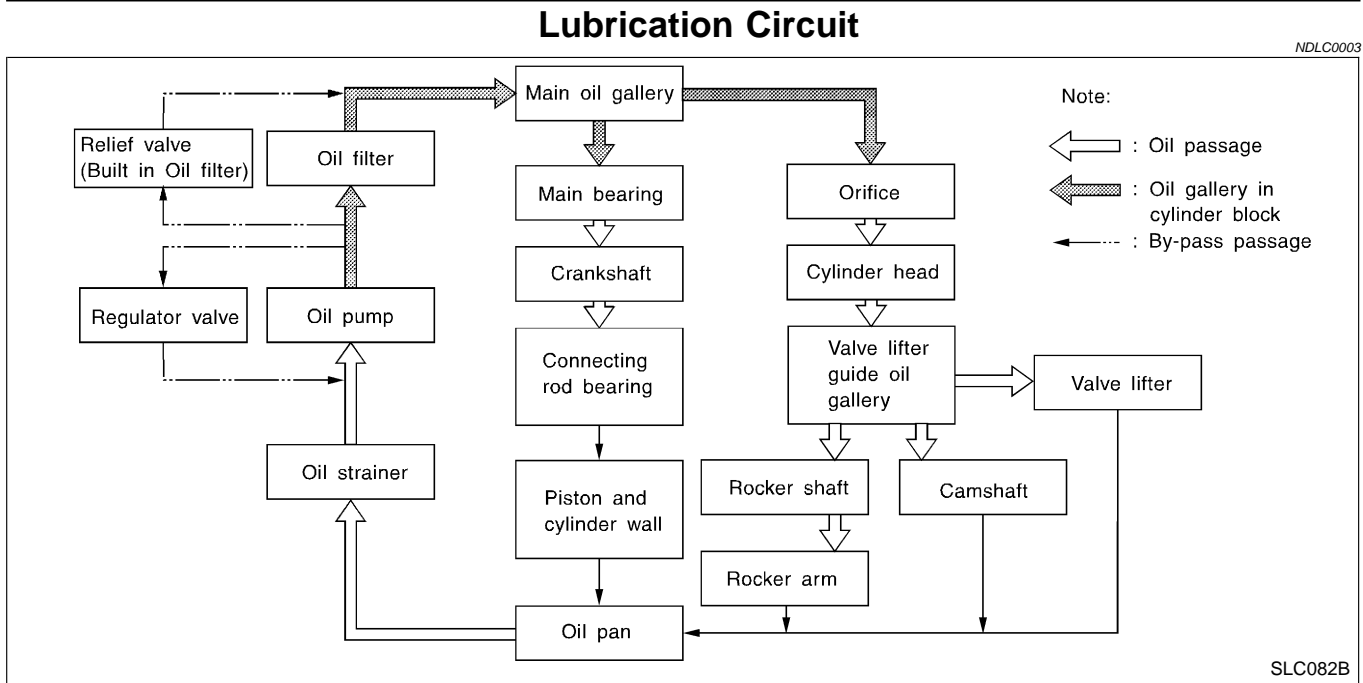 Lubrication Circuit
NDLC0003
Main oil gallery
Note:
Relief valve
(Built in Oil filter)
Oil filter
: Oil passage
Main bearing
Orifice
: Oil gallery in
cylinder block
: By-pass passage
Crankshaft
Cylinder head
Regulator valve
Oil pump
Connecting
rod bearing
Valve lifter
guide oil
gallery
Valve lifter
Oil strainer
Piston and
cylinder wall
Rocker shaft
Camshaft
Rocker arm
Oil pan
SLC082B